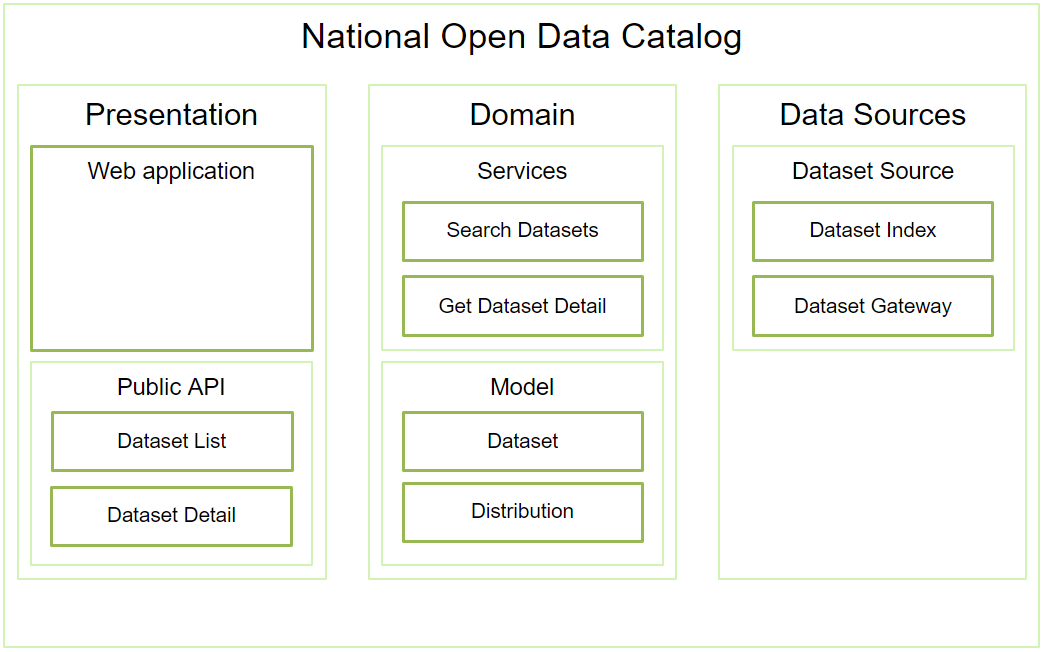 National Open Data Catalog
Presentation
Web application
Public API
Dataset List
Dataset Detail
Domain
Services
Search Datasets
Get Dataset Detail
Model
Dataset
Distribution
Data Sources
Dataset Source
Dataset Index
Dataset Gateway